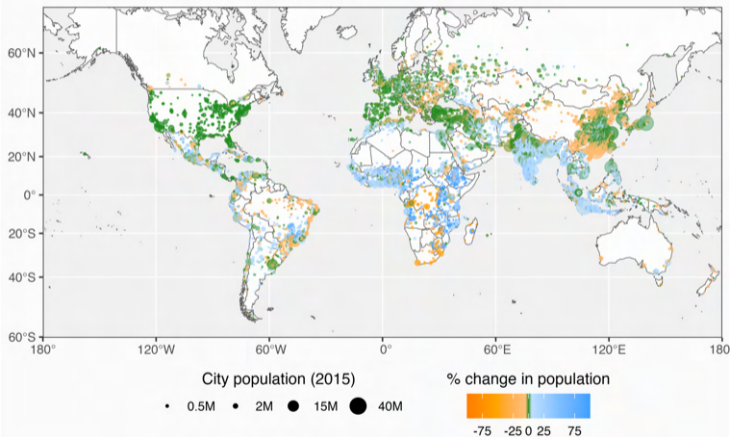 60°N
40°N
20°N
0°
20°S
40°S
60°S
180° 120°W 60°W 0° 60°E 120°E 180
City population (2015)
0.5M 2M 15M 40M
% change in population
-75 -25 0 25 75